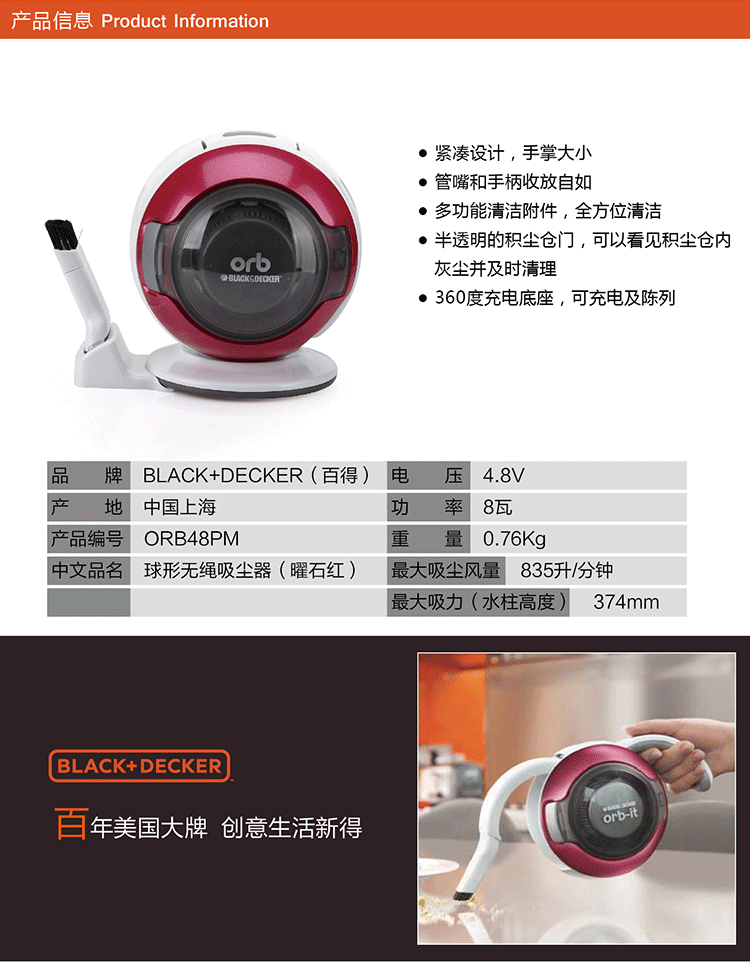 产品信息 Product Information
● 紧凑设计，手掌大小
● 管嘴和手柄收放自如
● 多功能清洁附件，全方位清洁
● 半透明的积尘仓门，可以看见积尘仓内
灰尘并及时清理
● 360度充电底座，可充电及陈列
orb
BLACK&DECKER
品 牌 BLACK+DECKER（百得） 电 压 4.8V
产 地 中国上海 功 率 8瓦
产品编号 ORB48PM 重 量 0.76Kg
中文品名 球形无绳吸尘器（曜石红） 最大吸尘风量 835升/分钟
最大吸力（水柱高度） 374mm
BLACK+DECKER
百年美国大牌 创意生活新得
BLACK&DECKER
orb-it